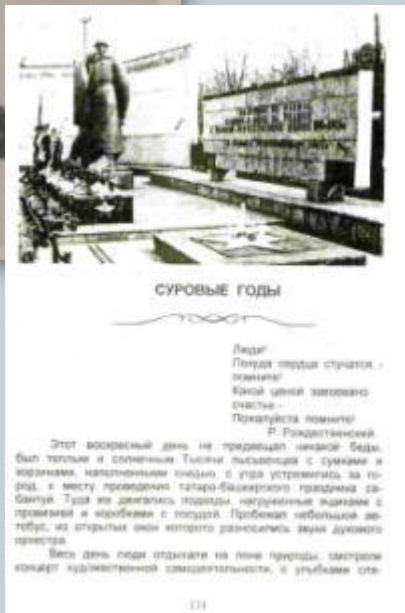 СУРОВЫЕ ГОДЫ
Люди!
Покуда сердца стучатся, -
помните!
Какой ценой завоевано
счастье -
Пожалуйста помните!
Р. Рождественский
Этот воскресный день не предвещал никакой беды,
был теплым и солнечным. Тысячи лысьвенцев с сумками и
корзинами, наполненными снедью, с утра устремились за го-
род, к месту проведения татаро-башкирского праздника са-
бантуй. Туда же двигались подводы, нагруженные ящиками с
провизией и коробками с посудой. Пробежал небольшой ав-
тобус, из открытых окон которого разносились звуки духового
оркестра.
Весь день люди отдыхали на лоне природы, смотрели
концерт художественной самодеятельности, с улыбками сле-